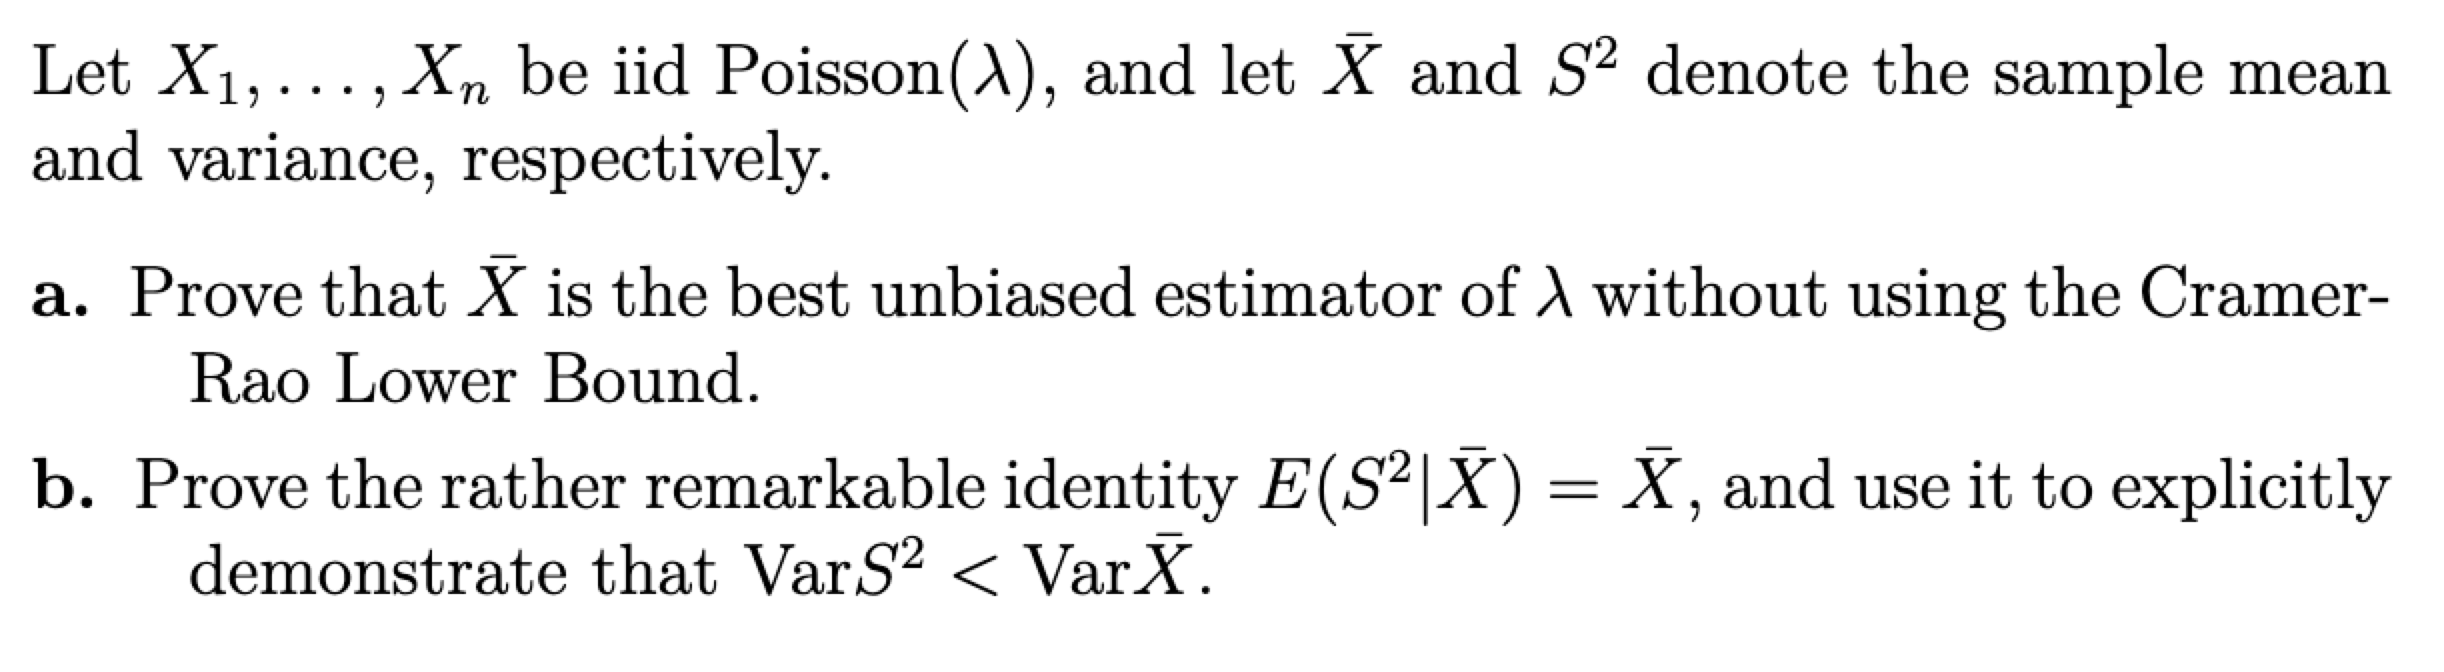 Let X₁, . . . , Xₙ be iid Poisson(λ), and let X̄ and S² denote the sample mean
and variance, respectively.
a. Prove that X̄ is the best unbiased estimator of λ without using the Cramer-
Rao Lower Bound.
b. Prove the rather remarkable identity E(S²|X̄) = X̄, and use it to explicitly
demonstrate that VarS² < VarX̄.